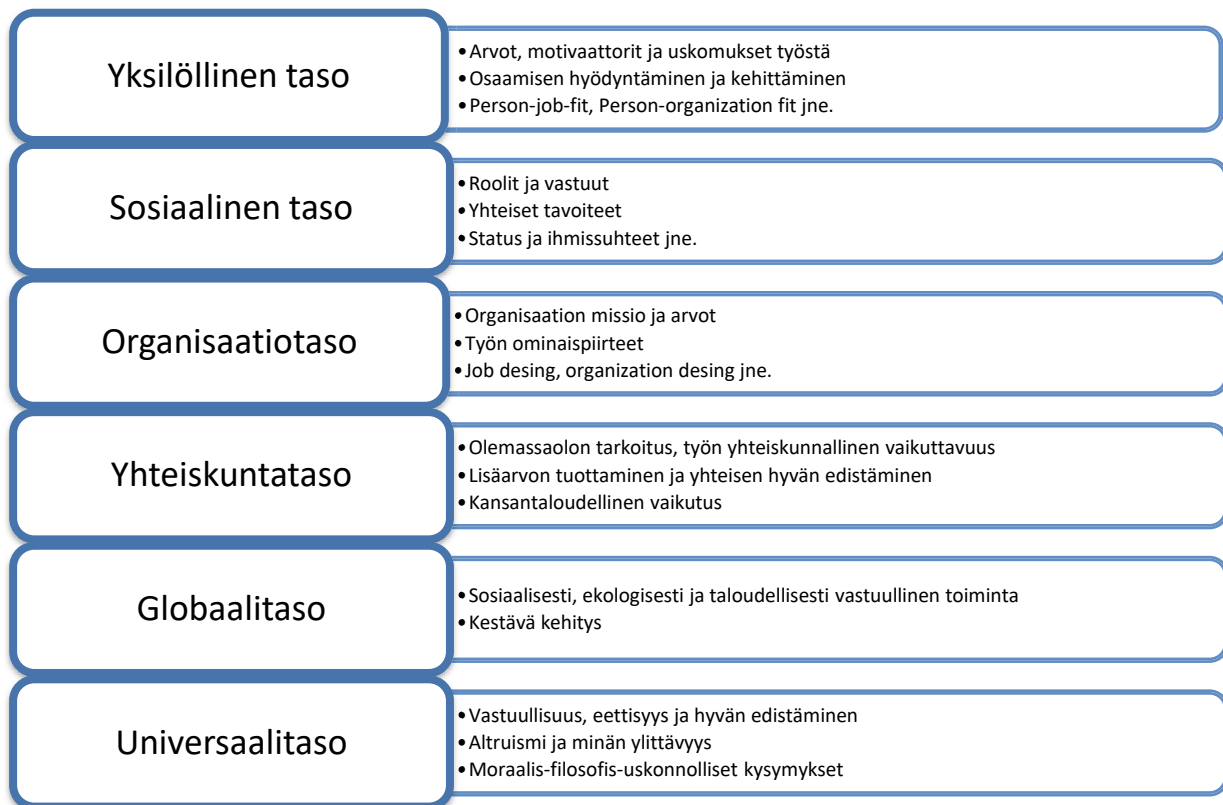 Yksilöllinen taso
•Arvot, motivaattorit ja uskomukset työstä
•Osaamisen hyödyntäminen ja kehittäminen
•Person-job-fit, Person-organization fit jne.
Sosiaalinen taso
•Roolit ja vastuut
•Yhteiset tavoiteet
•Status ja ihmissuhteet jne.
Organisaatiotaso
•Organisaation missio ja arvot
•Työn ominaispiirteet
•Job desing, organization desing jne.
Yhteiskuntataso
•Olemassaolon tarkoitus, työn yhteiskunnallinen vaikuttavuus
•Lisäarvon tuottaminen ja yhteisen hyvän edistäminen
•Kansantaloudellinen vaikutus
Globaalitaso
•Sosiaalisesti, ekologisesti ja taloudellisesti vastuullinen toiminta
•Kestävä kehitys
Universaalitaso
•Vastuullisuus, eettisyys ja hyvän edistäminen
•Altruismi ja minän ylittävyys
•Moraalis-filosofis-uskonnolliset kysymykset